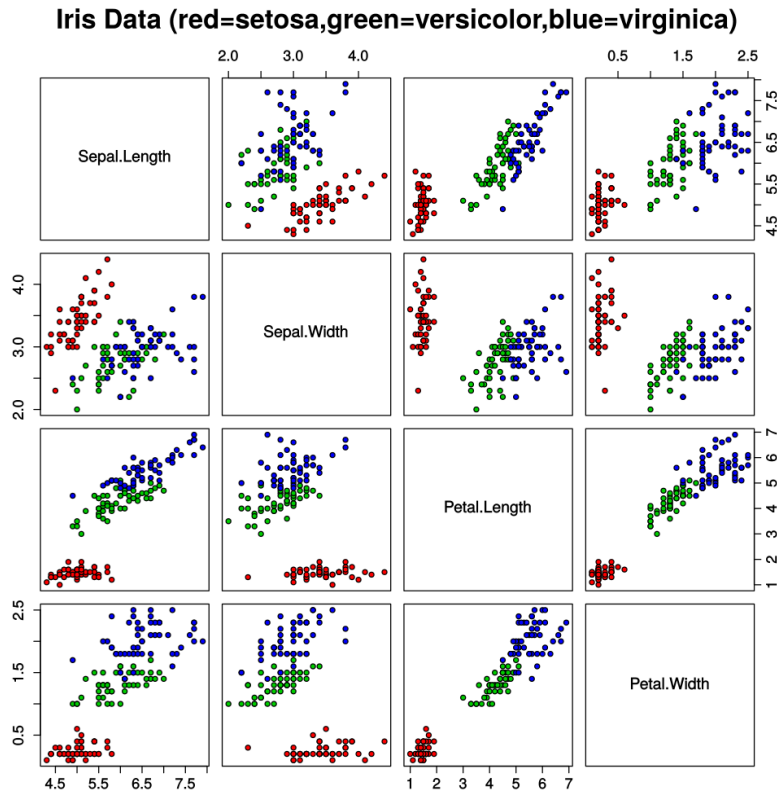 Iris Data (red=setosa,green=versicolor,blue=virginica)
2.0 3.0 4.0
0.5 1.5 2.5
Sepal.Length
4.5 5.5 6.5 7.5
2.0 3.0 4.0
Sepal.Width
Petal.Length
1 2 3 4 5 6 7
0.5 1.5 2.5
Petal.Width
4.5 5.5 6.5 7.5
1 2 3 4 5 6 7